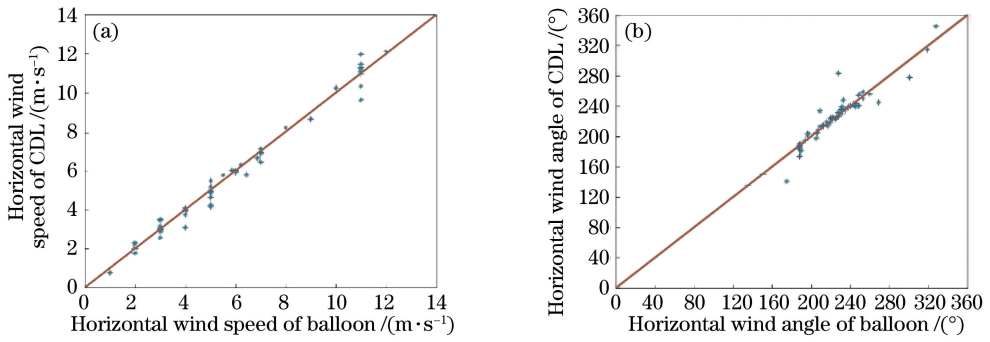 (a)
14
12
10
8
6
4
2
0
0 2 4 6 8 10 12 14
Horizontal wind
speed of CDL /(m·s⁻¹)
Horizontal wind speed of balloon /(m·s⁻¹)
(b)
360
320
280
240
200
160
120
80
40
0
0 40 80 120 160 200 240 280 320 360
Horizontal wind angle of CDL /(°)
Horizontal wind angle of balloon /(°)